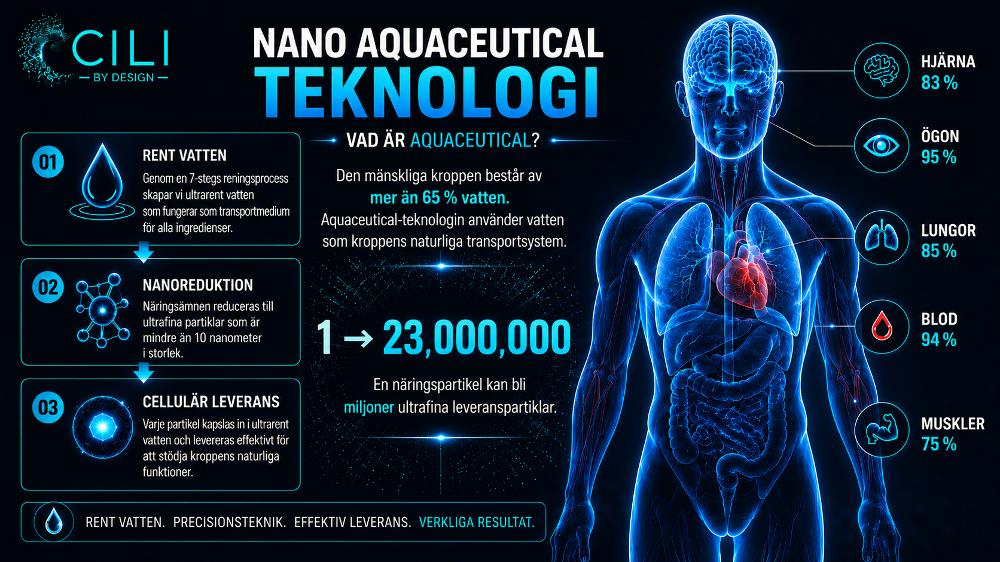 CILI
BY DESIGN
NANO AQUACEUTICAL
TEKNOLOGI
VAD ÄR AQUACEUTICAL?
Den mänskliga kroppen består av
mer än 65 % vatten.
Aquaceutical-teknologin använder vatten
som kroppens naturliga transportsystem.
1 → 23,000,000
En näringspartikel kan bli
miljoner ultrafina leveranspartiklar.
01
RENT VATTEN
Genom en 7-stegs reningsprocess
skapar vi ultrarent vatten
som fungerar som transportmedium
för alla ingredienser.
02
NANOREDUKTION
Näringsämnen reduceras till
ultrafina partiklar som är
mindre än 10 nanometer
i storlek.
03
CELLULÄR LEVERANS
Varje partikel kapslas in i ultrarent
vatten och levereras effektivt för
att stödja kroppens naturliga
funktioner.
RENT VATTEN. PRECISIONSTEKNIK. EFFEKTIV LEVERANS. VERKLIGA RESULTAT.
HJÄRNA
83 %
ÖGON
95 %
LUNGOR
85 %
BLOD
94 %
MUSKLER
75 %